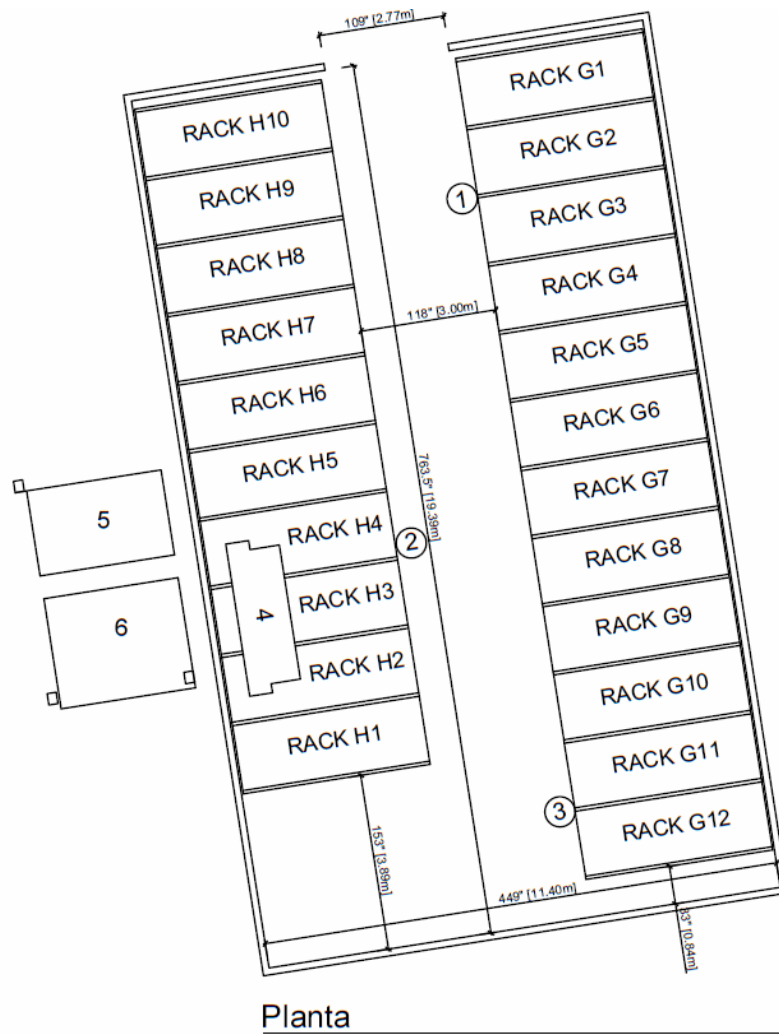 109" [2.77m]
RACK G1
RACK H10
RACK G2
RACK H9
1
RACK G3
RACK H8
RACK G4
118" [3.00m]
RACK H7
RACK G5
RACK H6
RACK G6
RACK H5
763.5" [19.39m]
RACK G7
5
RACK H4
2
RACK G8
4
RACK H3
RACK G9
6
RACK H2
RACK G10
RACK H1
RACK G11
3
RACK G12
153" [3.89m]
449" [11.40m]
33" [0.84m]
Planta